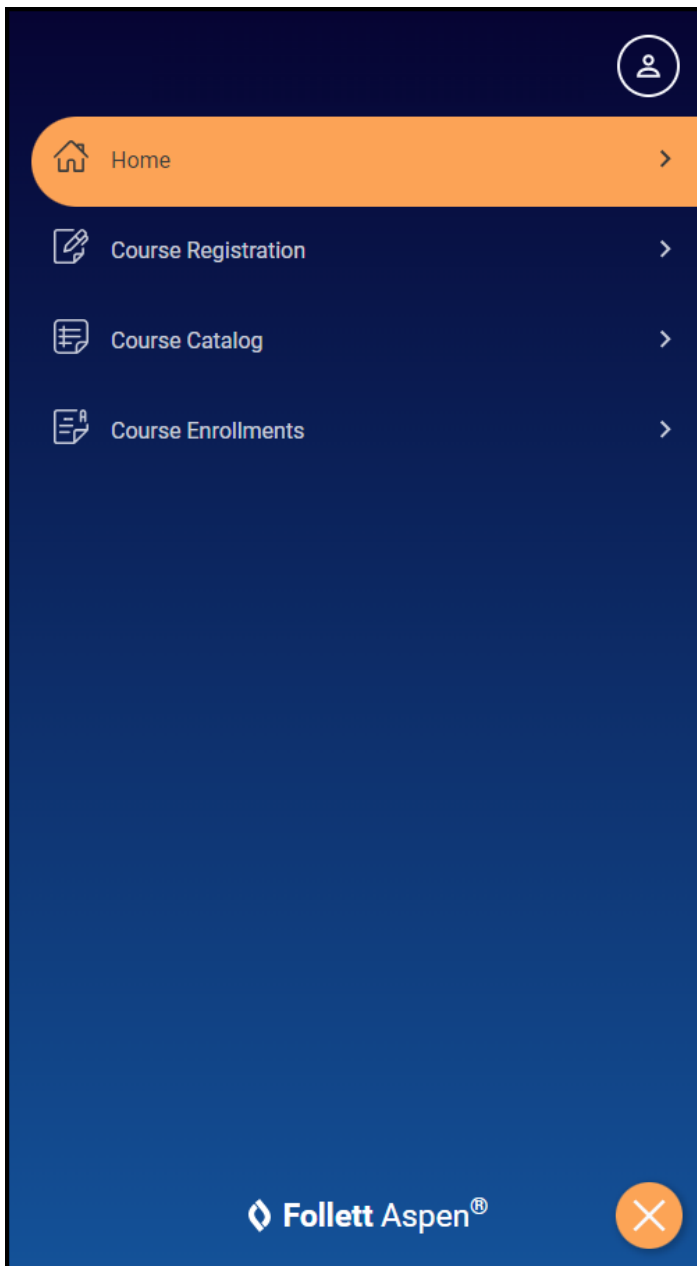 Home
Course Registration
Course Catalog
Course Enrollments
Follett Aspen®